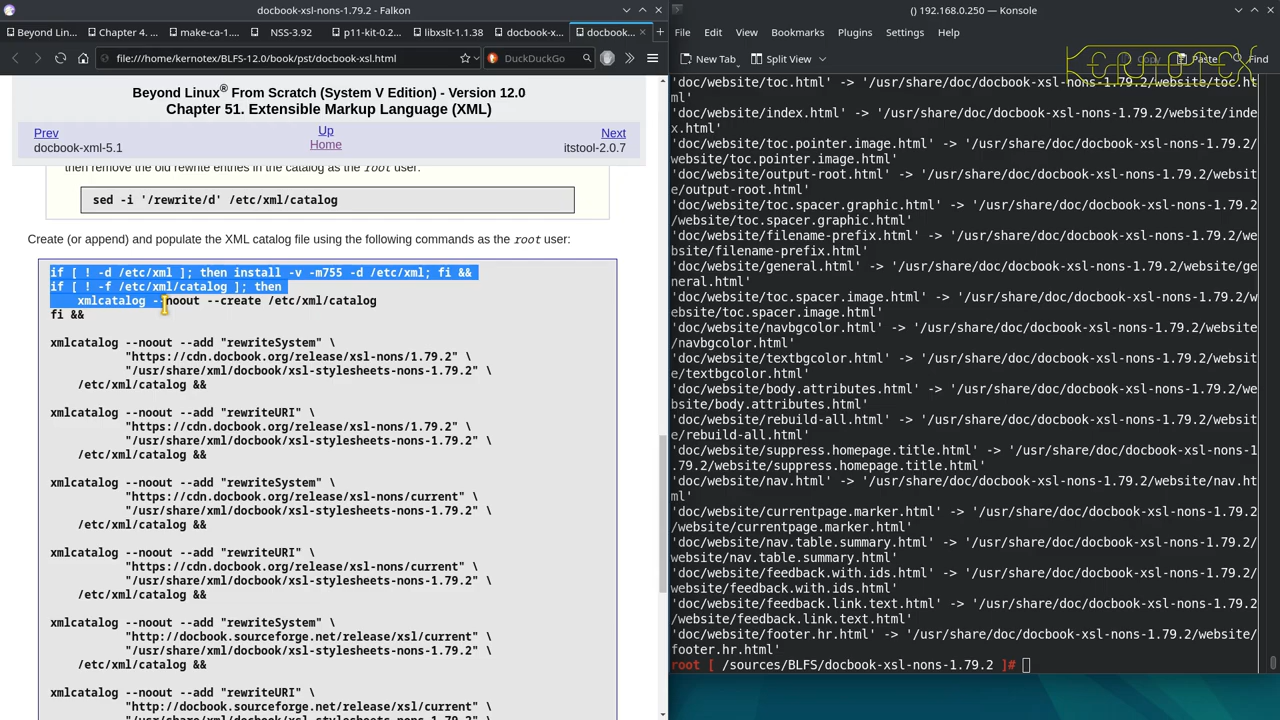 docbook-xsl-nons-1.79.2 - Falkon
Beyond Lin...
Chapter 4. ...
make-ca-1....
NSS-3.92
p11-kit-0.2...
libxslt-1.1.38
docbook-x...
docbook...
file:///home/kernotex/BLFS-12.0/book/pst/docbook-xsl.html
DuckDuckGo
Beyond Linux® From Scratch (System V Edition) - Version 12.0
Chapter 51. Extensible Markup Language (XML)
Prev
Up
Next
docbook-xml-5.1
Home
itstool-2.0.7
then remove the old rewrite entries in the catalog as the root user:
sed -i '/rewrite/d' /etc/xml/catalog
Create (or append) and populate the XML catalog file using the following commands as the root user:
if [ ! -d /etc/xml ]; then install -v -m755 -d /etc/xml; fi &&
if [ ! -f /etc/xml/catalog ]; then
xmlcatalog --noout --create /etc/xml/catalog
fi &&
xmlcatalog --noout --add "rewriteSystem" \
"https://cdn.docbook.org/release/xsl-nons/1.79.2" \
"/usr/share/xml/docbook/xsl-stylesheets-nons-1.79.2" \
/etc/xml/catalog &&
xmlcatalog --noout --add "rewriteURI" \
"https://cdn.docbook.org/release/xsl-nons/1.79.2" \
"/usr/share/xml/docbook/xsl-stylesheets-nons-1.79.2" \
/etc/xml/catalog &&
xmlcatalog --noout --add "rewriteSystem" \
"https://cdn.docbook.org/release/xsl-nons/current" \
"/usr/share/xml/docbook/xsl-stylesheets-nons-1.79.2" \
/etc/xml/catalog &&
xmlcatalog --noout --add "rewriteURI" \
"https://cdn.docbook.org/release/xsl-nons/current" \
"/usr/share/xml/docbook/xsl-stylesheets-nons-1.79.2" \
/etc/xml/catalog &&
xmlcatalog --noout --add "rewriteSystem" \
"http://docbook.sourceforge.net/release/xsl/current" \
"/usr/share/xml/docbook/xsl-stylesheets-nons-1.79.2" \
/etc/xml/catalog &&
xmlcatalog --noout --add "rewriteURI" \
"http://docbook.sourceforge.net/release/xsl/current" \
"/usr/share/xml/docbook/xsl-stylesheets-nons-1.79.2" \
() 192.168.0.250 — Konsole
File Edit View Bookmarks Plugins Settings Help
New Tab
Split View
Copy
Paste
Find
KERNOTEX
'doc/website/toc.html' -> '/usr/share/doc/docbook-xsl-nons-1.79.2/website/toc.ht
ml'
'doc/website/index.html' -> '/usr/share/doc/docbook-xsl-nons-1.79.2/website/inde
x.html'
'doc/website/toc.pointer.image.html' -> '/usr/share/doc/docbook-xsl-nons-1.79.2/
website/toc.pointer.image.html'
'doc/website/output-root.html' -> '/usr/share/doc/docbook-xsl-nons-1.79.2/websit
e/output-root.html'
'doc/website/toc.spacer.graphic.html' -> '/usr/share/doc/docbook-xsl-nons-1.79.2
/website/toc.spacer.graphic.html'
'doc/website/filename-prefix.html' -> '/usr/share/doc/docbook-xsl-nons-1.79.2/we
bsite/filename-prefix.html'
'doc/website/general.html' -> '/usr/share/doc/docbook-xsl-nons-1.79.2/website/ge
neral.html'
'doc/website/toc.spacer.image.html' -> '/usr/share/doc/docbook-xsl-nons-1.79.2/w
ebsite/toc.spacer.image.html'
'doc/website/navbgcolor.html' -> '/usr/share/doc/docbook-xsl-nons-1.79.2/website
/navbgcolor.html'
'doc/website/textbgcolor.html' -> '/usr/share/doc/docbook-xsl-nons-1.79.2/websit
e/textbgcolor.html'
'doc/website/body.attributes.html' -> '/usr/share/doc/docbook-xsl-nons-1.79.2/we
bsite/body.attributes.html'
'doc/website/rebuild-all.html' -> '/usr/share/doc/docbook-xsl-nons-1.79.2/websit
e/rebuild-all.html'
'doc/website/suppress.homepage.title.html' -> '/usr/share/doc/docbook-xsl-nons-1
.79.2/website/suppress.homepage.title.html'
'doc/website/nav.html' -> '/usr/share/doc/docbook-xsl-nons-1.79.2/website/nav.ht
ml'
'doc/website/currentpage.marker.html' -> '/usr/share/doc/docbook-xsl-nons-1.79.2
/website/currentpage.marker.html'
'doc/website/nav.table.summary.html' -> '/usr/share/doc/docbook-xsl-nons-1.79.2/
website/nav.table.summary.html'
'doc/website/feedback.with.ids.html' -> '/usr/share/doc/docbook-xsl-nons-1.79.2/
website/feedback.with.ids.html'
'doc/website/feedback.link.text.html' -> '/usr/share/doc/docbook-xsl-nons-1.79.2
/website/feedback.link.text.html'
'doc/website/footer.hr.html' -> '/usr/share/doc/docbook-xsl-nons-1.79.2/website/
footer.hr.html'
root [ /sources/BLFS/docbook-xsl-nons-1.79.2 ]#